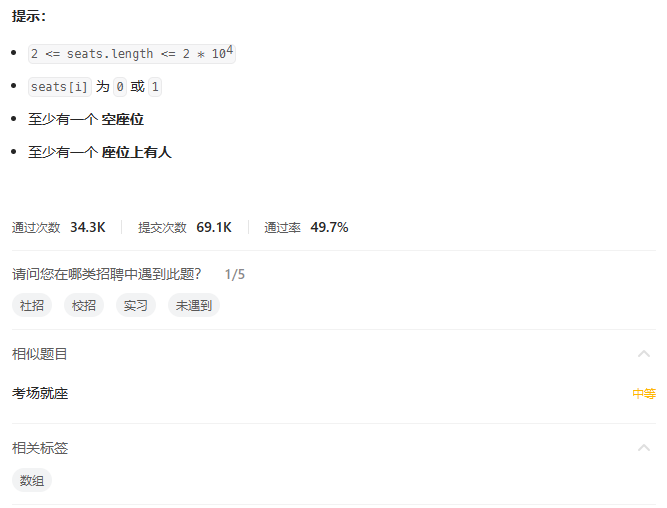 提示：
2 <= seats.length <= 2 * 10⁴
seats[i] 为 0 或 1
至少有一个 空座位
至少有一个 座位上有人
通过次数 34.3K 提交次数 69.1K 通过率 49.7%
请问您在哪类招聘中遇到此题？ 1/5
社招 校招 实习 未遇到
相似题目
考场就座 中等
相关标签
数组